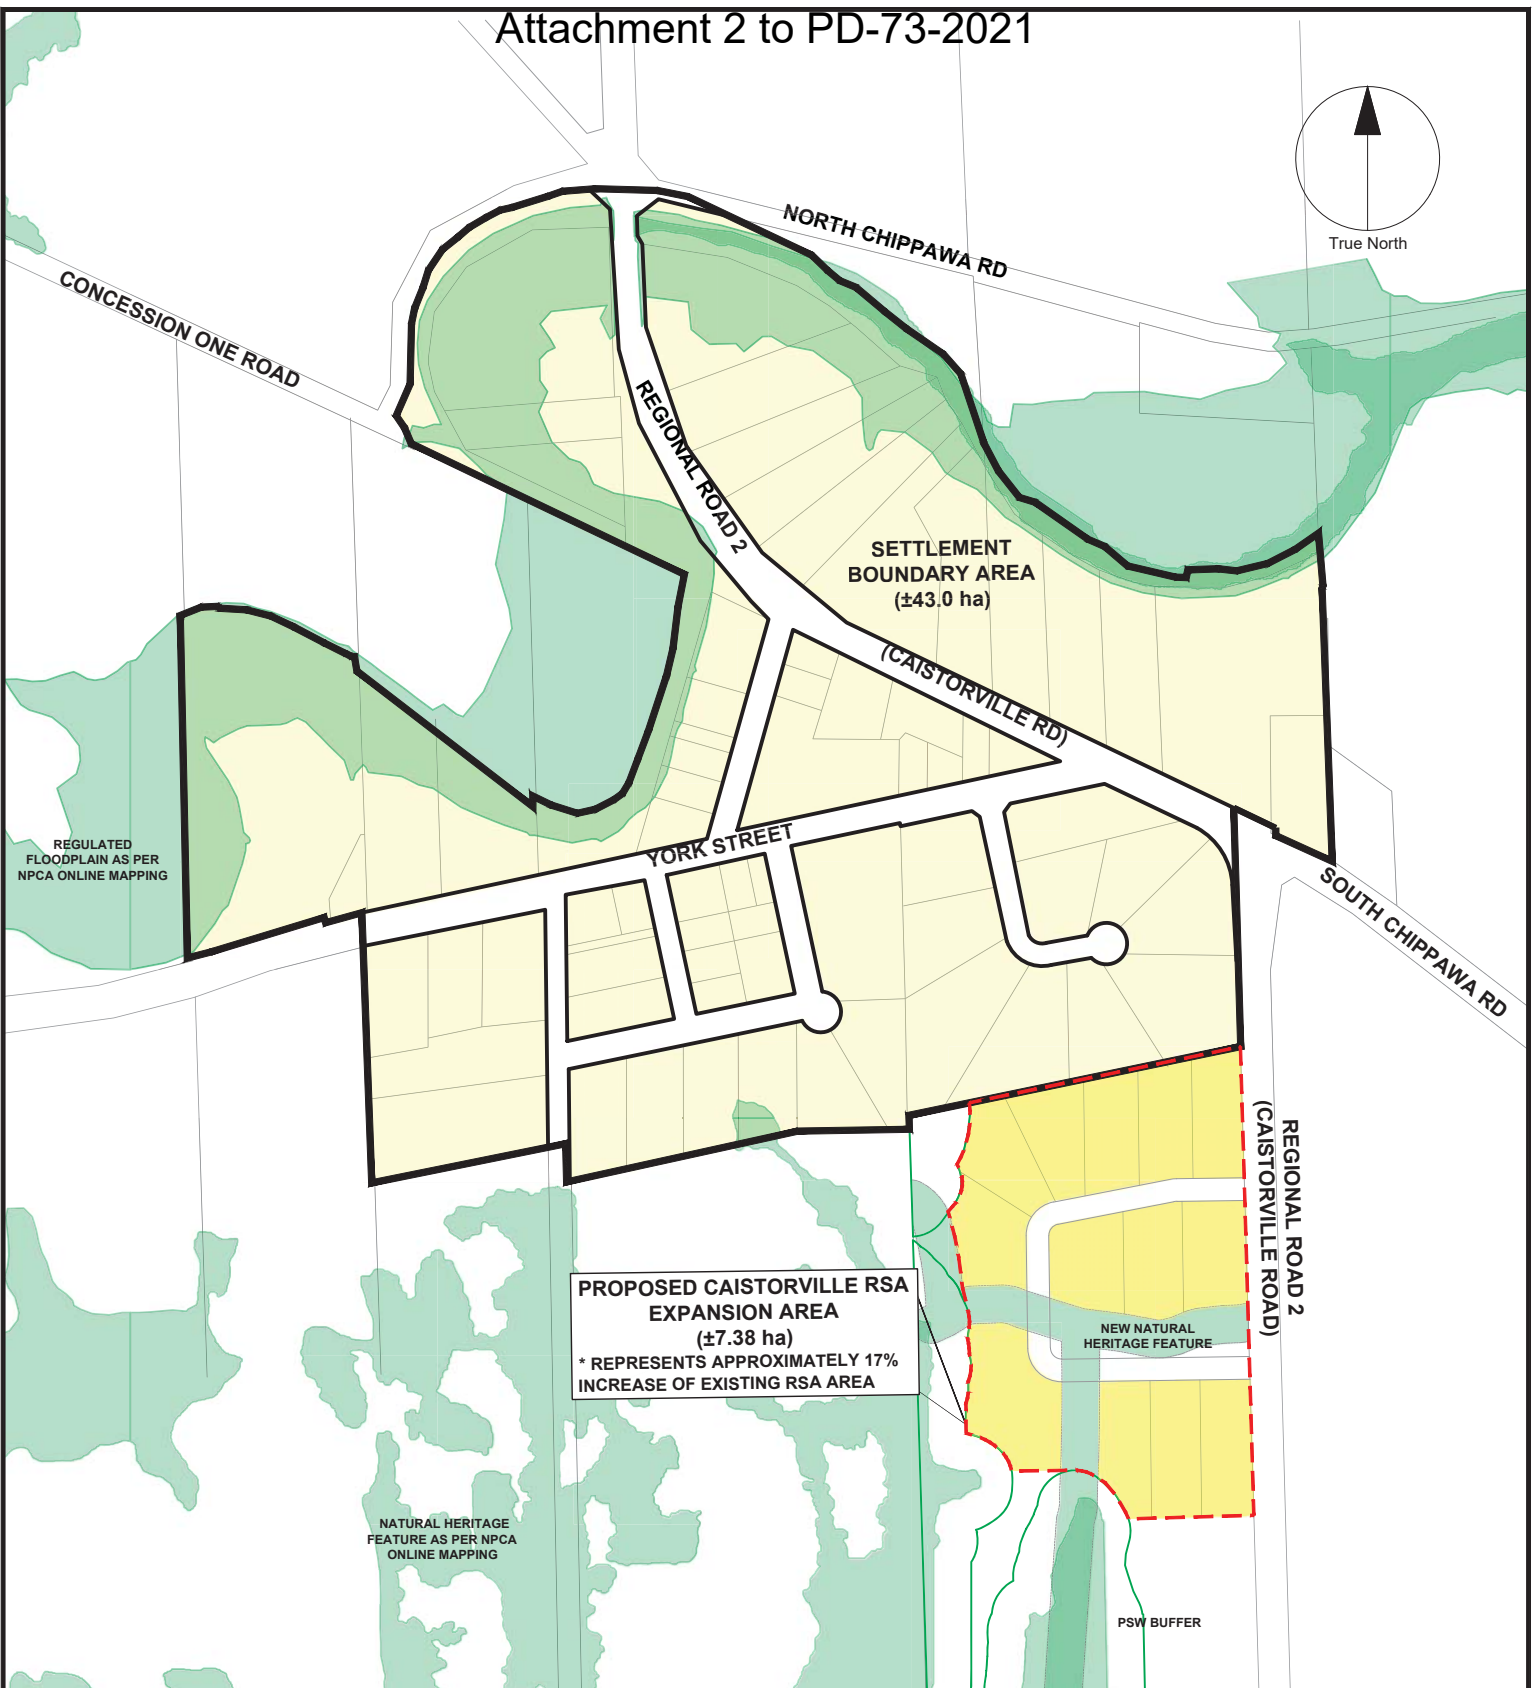 Attachment 2 to PD-73-2021
True North
NORTH CHIPPAWA RD
CONCESSION ONE ROAD
REGIONAL ROAD 2
SETTLEMENT
BOUNDARY AREA
(±43.0 ha)
(CAISTORVILLE RD)
REGULATED
FLOODPLAIN AS PER
NPCA ONLINE MAPPING
YORK STREET
SOUTH CHIPPAWA RD
REGIONAL ROAD 2
(CAISTORVILLE ROAD)
PROPOSED CAISTORVILLE RSA
EXPANSION AREA
(±7.38 ha)
* REPRESENTS APPROXIMATELY 17%
INCREASE OF EXISTING RSA AREA
NEW NATURAL
HERITAGE FEATURE
NATURAL HERITAGE
FEATURE AS PER NPCA
ONLINE MAPPING
PSW BUFFER